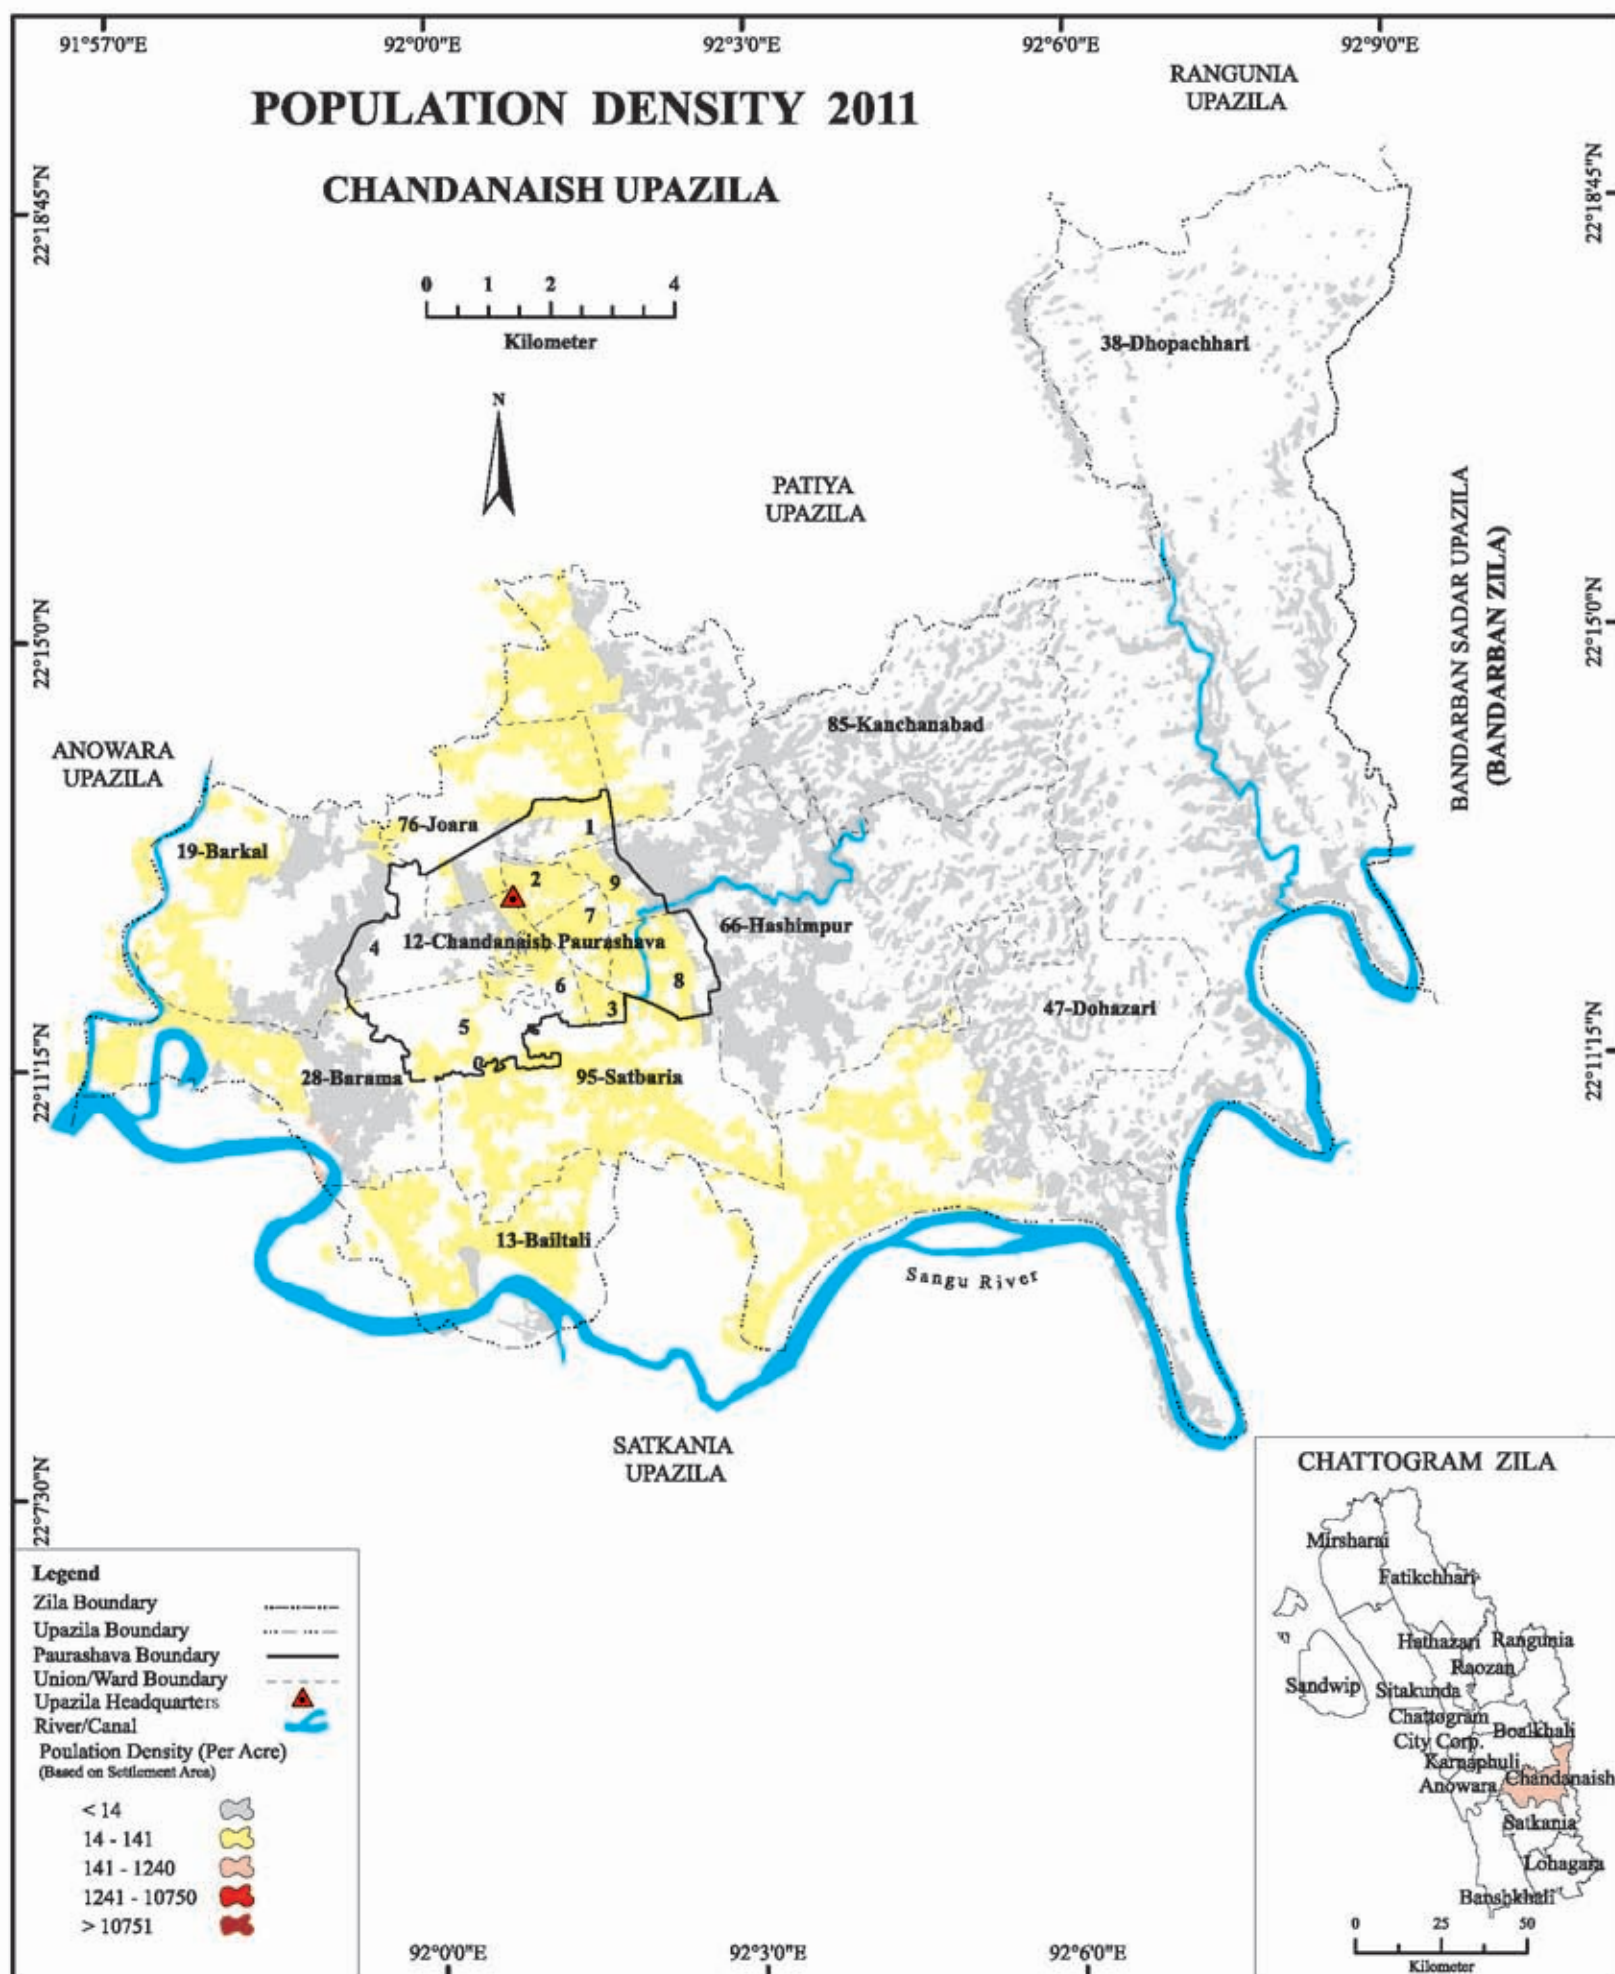 91°57'0"E
92°0'0"E
92°3'0"E
92°6'0"E
92°9'0"E
RANGUNIA
UPAZILA
POPULATION DENSITY 2011
CHANDANAISH UPAZILA
22°18'45"N
22°18'45"N
0 1 2 4
Kilometer
38-Dhopachhari
N
PATIYA
UPAZILA
BANDARBAN SADAR UPAZILA
(BANDARBAN ZILA)
22°15'0"N
22°15'0"N
85-Kanchanabad
ANOWARA
UPAZILA
76-Joara
1
19-Barkal
2
9
7
66-Hashimpur
4
12-Chandanaish Paurashava
8
6
3
47-Dohazari
5
22°11'15"N
22°11'15"N
28-Barama
95-Satbaria
13-Bailtali
Sangu River
SATKANIA
UPAZILA
22°7'30"N
Legend
Zila Boundary
Upazila Boundary
Paurashava Boundary
Union/Ward Boundary
Upazila Headquarters
River/Canal
Poulation Density (Per Acre)
(Based on Settlement Area)
< 14
14 - 141
141 - 1240
1241 - 10750
> 10751
CHATTOGRAM ZILA
Mirsharai
Fatikchhari
Hathazari
Rangunia
Raozan
Sandwip
Sitakunda
Chattogram
City Corp.
Boalkhali
Karnaphuli
Anowara
Chandanaish
Satkania
Lohagara
Banshkhali
0 25 50
Kilometer
92°0'0"E
92°3'0"E
92°6'0"E